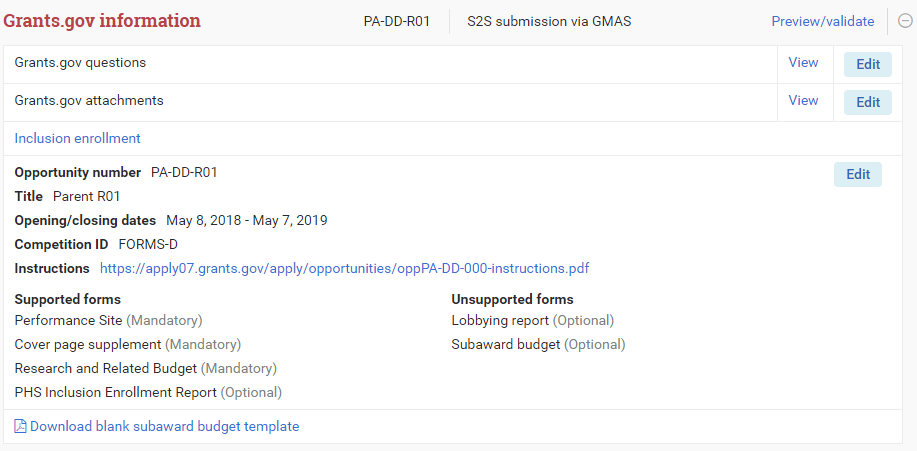 Grants.gov information PA-DD-R01 S2S submission via GMAS Preview/validate
Grants.gov questions View Edit
Grants.gov attachments View Edit
Inclusion enrollment
Opportunity number PA-DD-R01 Edit
Title Parent R01
Opening/closing dates May 8, 2018 - May 7, 2019
Competition ID FORMS-D
Instructions https://apply07.grants.gov/apply/opportunities/oppPA-DD-000-instructions.pdf
Supported forms Unsupported forms
Performance Site (Mandatory) Lobbying report (Optional)
Cover page supplement (Mandatory) Subaward budget (Optional)
Research and Related Budget (Mandatory)
PHS Inclusion Enrollment Report (Optional)
Download blank subaward budget template